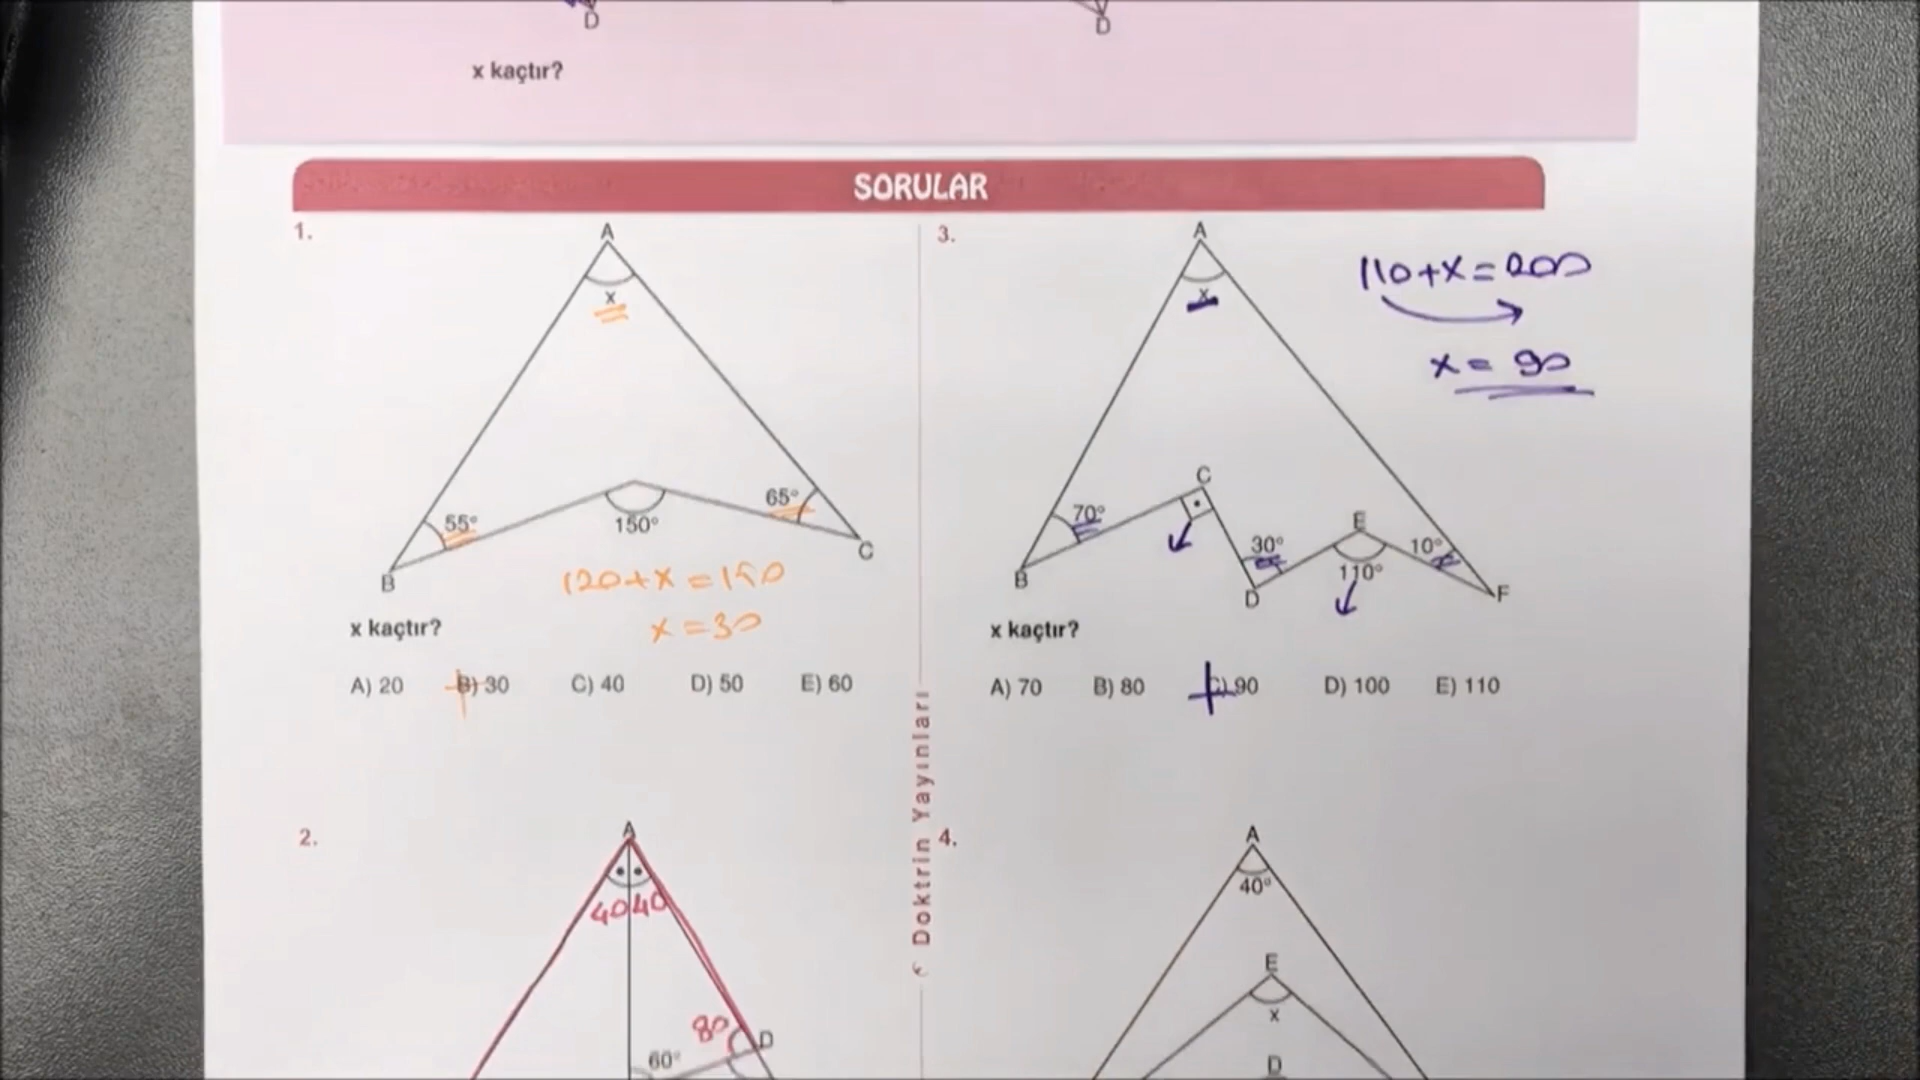 D
D
x kaçtır?
SORULAR
1.
A
x
55°
150°
65°
B
C
120+x=150
x=30
x kaçtır?
A) 20 B) 30 C) 40 D) 50 E) 60
3.
A
x
110+x=200
x=90
C
70°
30°
E
10°
110°
B
D
F
x kaçtır?
A) 70 B) 80 C) 90 D) 100 E) 110
Doktrin Yayınları
2.
A
40 40
80
D
60°
4.
A
40°
E
x
D